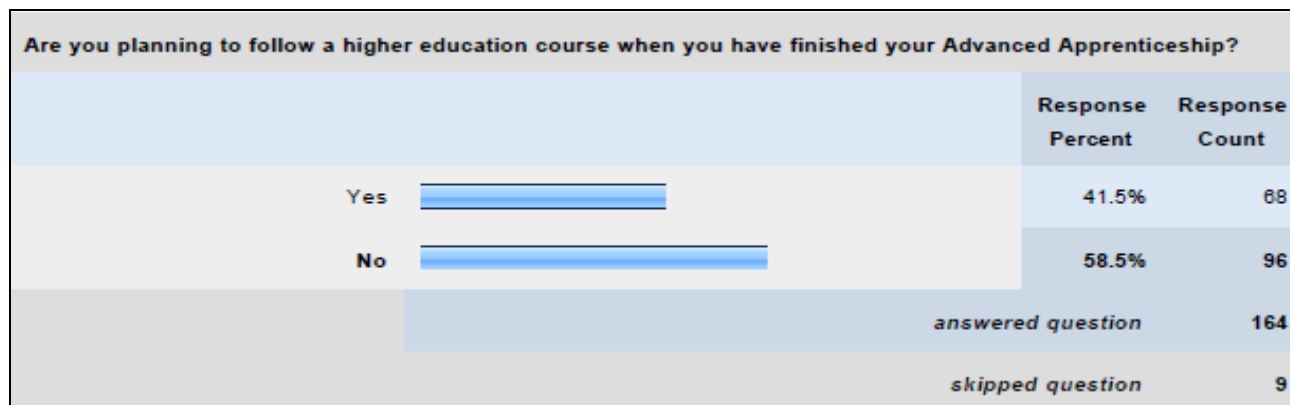 Are you planning to follow a higher education course when you have finished your Advanced Apprenticeship?
Response Percent Response Count
Yes 41.5% 68
No 58.5% 96
answered question 164
skipped question 9